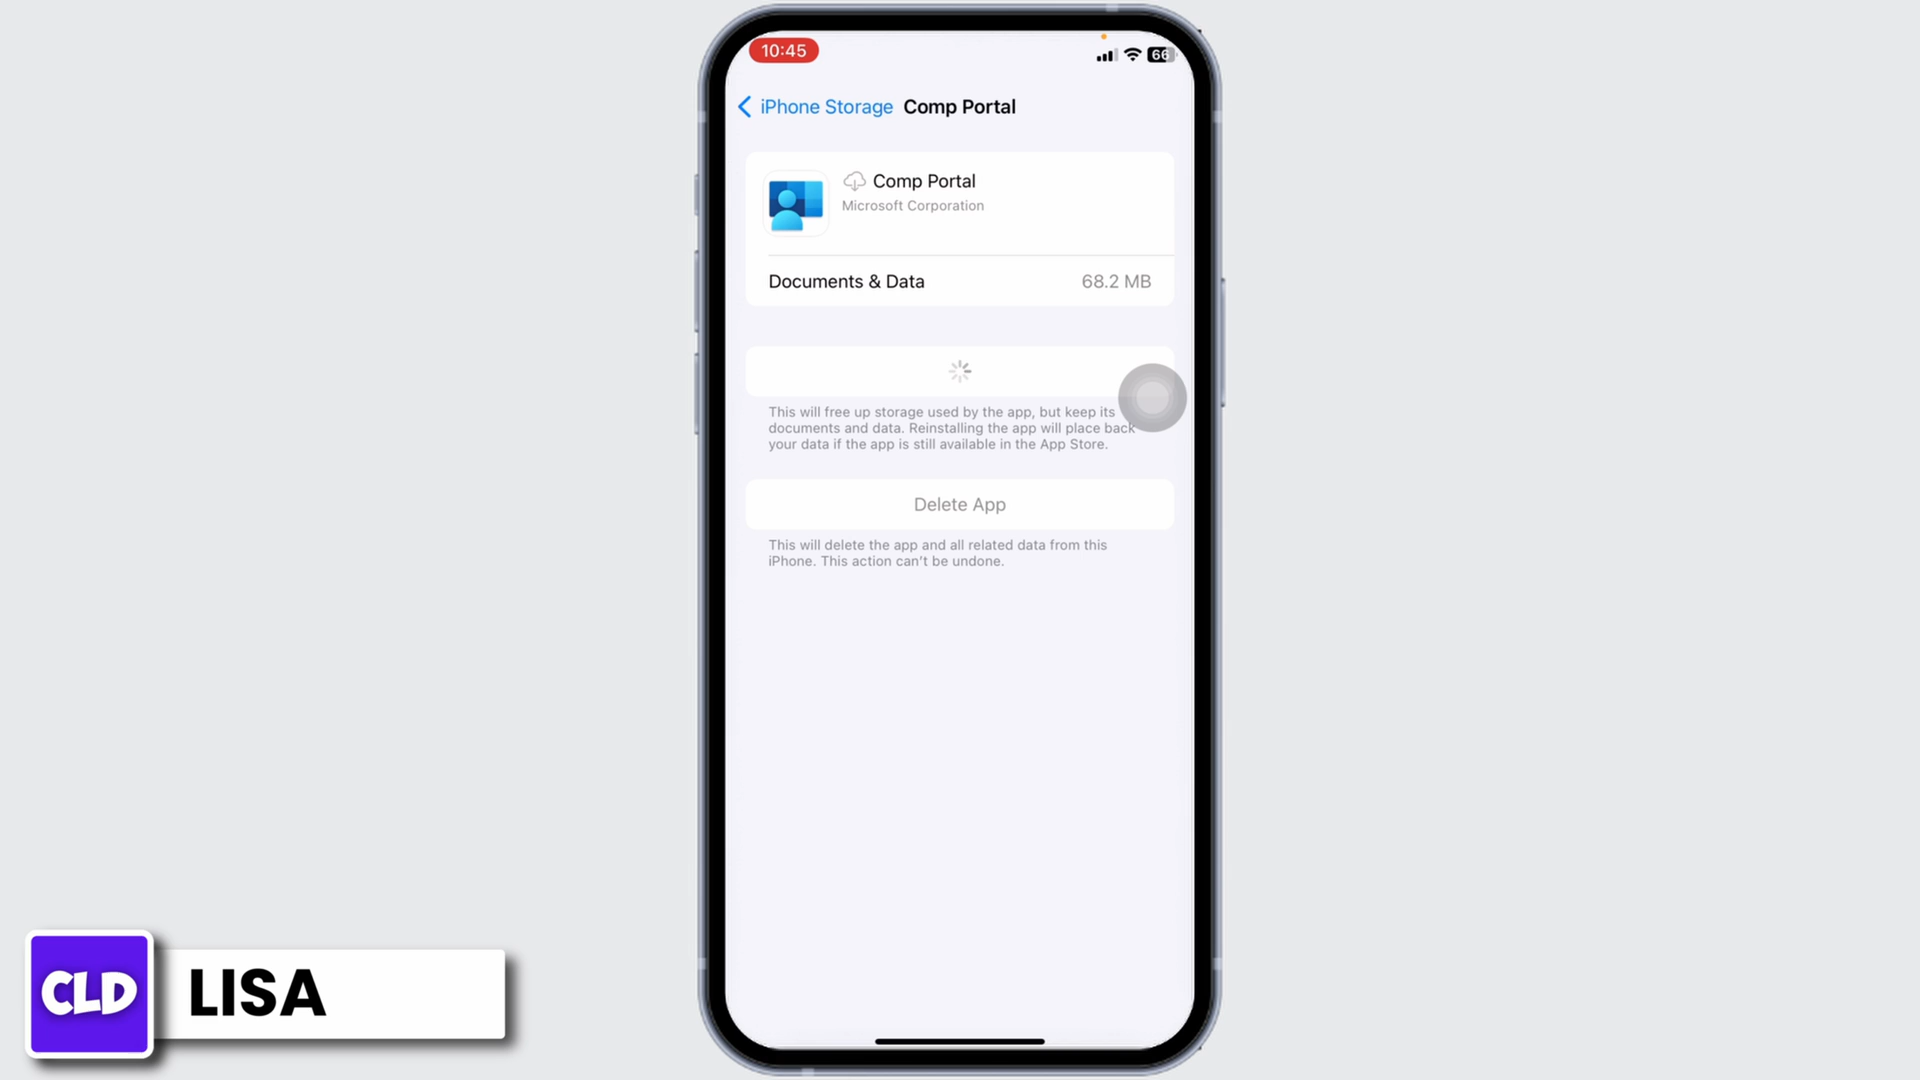 10:45
66
iPhone Storage Comp Portal
Comp Portal
Microsoft Corporation
Documents & Data 68.2 MB
This will free up storage used by the app, but keep its
documents and data. Reinstalling the app will place back
your data if the app is still available in the App Store.
Delete App
This will delete the app and all related data from this
iPhone. This action can't be undone.
CLD LISA